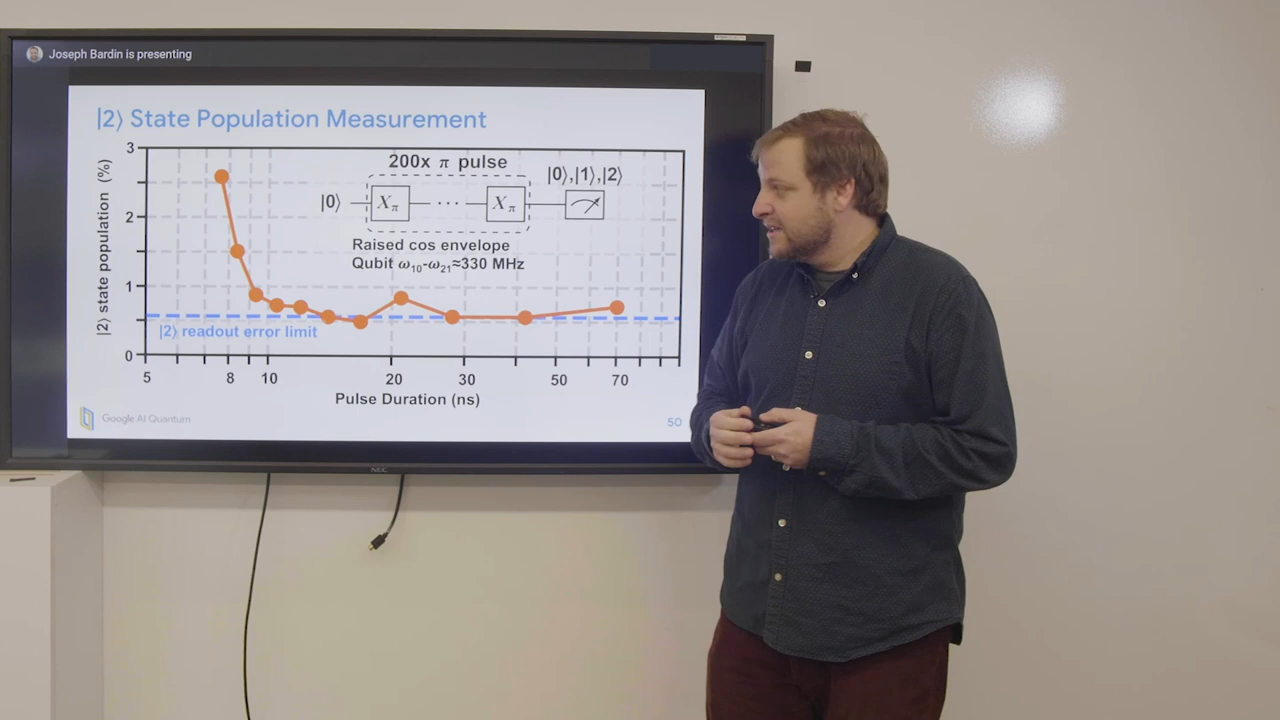 Joseph Bardin is presenting
|2⟩ State Population Measurement
|2⟩ state population (%)
3
2
1
0
200x π pulse
|0⟩,|1⟩,|2⟩
|0⟩ Xπ ··· Xπ
Raised cos envelope
Qubit ω10-ω21≈330 MHz
|2⟩ readout error limit
5 8 10 20 30 50 70
Pulse Duration (ns)
Google AI Quantum
50
NEC